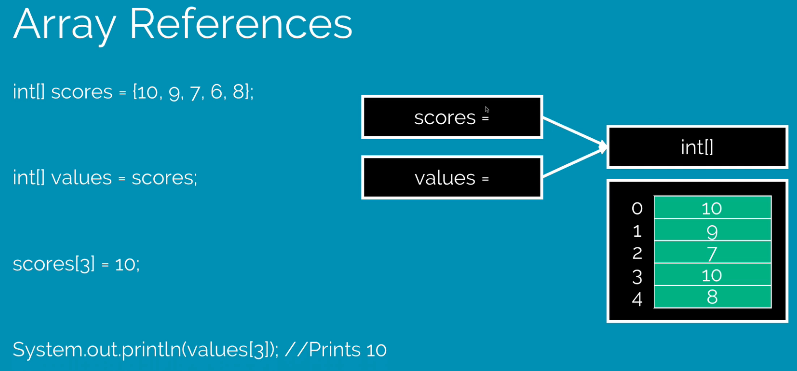 Array References
int[] scores = {10, 9, 7, 6, 8};
int[] values = scores;
scores[3] = 10;
System.out.println(values[3]); //Prints 10
scores =
values =
int[]
0 10
1 9
2 7
3 10
4 8